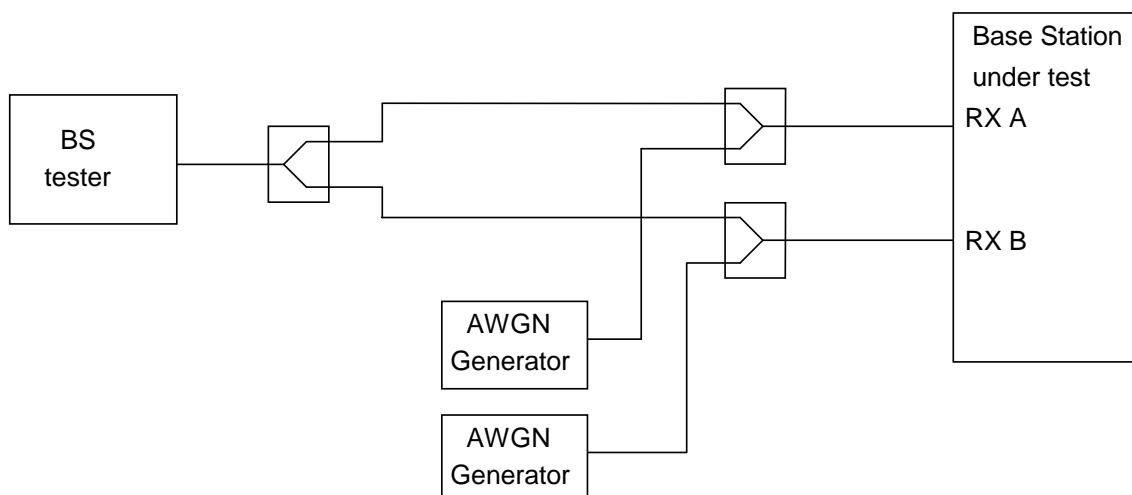 Base Station
under test
BS
tester
RX A
RX B
AWGN
Generator
AWGN
Generator